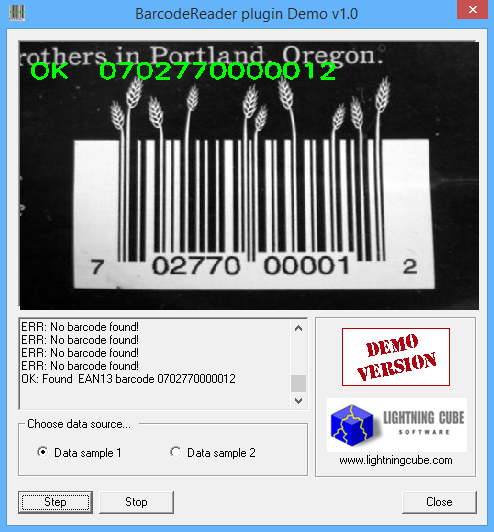 BarcodeReader plugin Demo v1.0
rothers in Portland, Oregon.
OK 0702770000012
7 02770 00001 2
ERR: No barcode found!
ERR: No barcode found!
ERR: No barcode found!
ERR: No barcode found!
OK: Found EAN13 barcode 0702770000012
DEMO
VERSION
LIGHTNING CUBE
SOFTWARE
www.lightningcube.com
Choose data source...
Data sample 1
Data sample 2
Step
Stop
Close